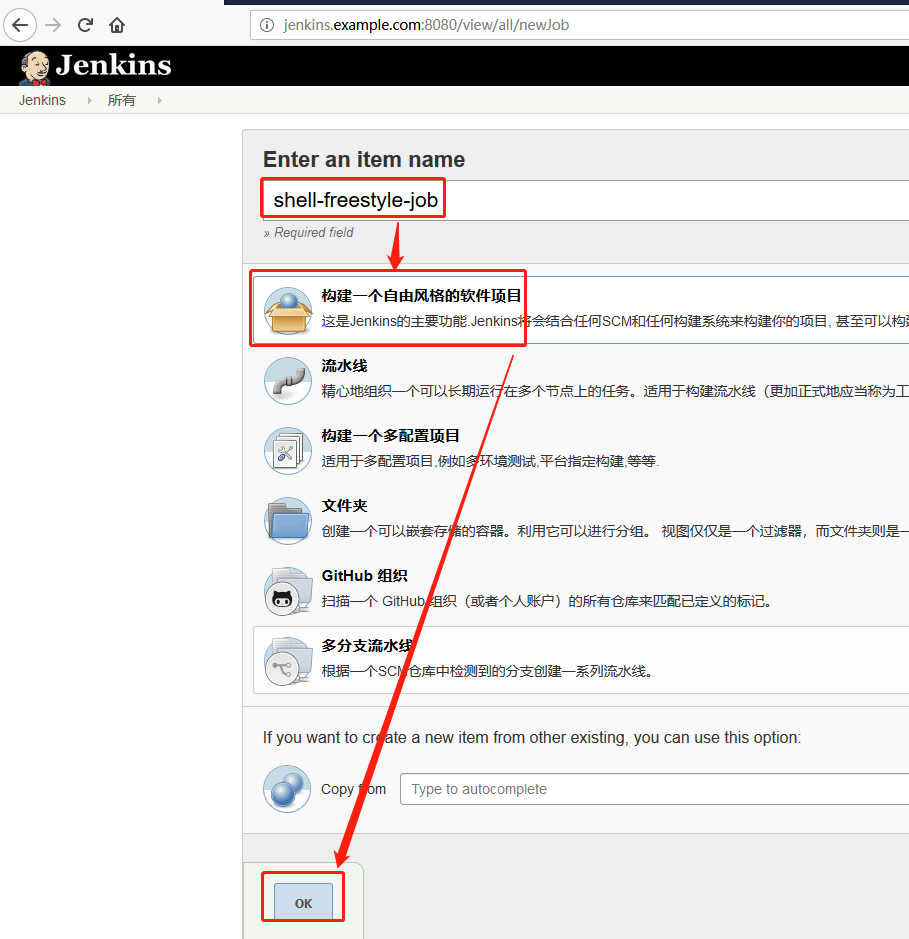 jenkins.example.com:8080/view/all/newJob
Jenkins
Jenkins 所有
Enter an item name
shell-freestyle-job
» Required field
构建一个自由风格的软件项目
这是Jenkins的主要功能.Jenkins将会结合任何SCM和任何构建系统来构建你的项目, 甚至可以构建
流水线
精心地组织一个可以长期运行在多个节点上的任务。适用于构建流水线（更加正式地应当称为工
构建一个多配置项目
适用于多配置项目,例如多环境测试,平台指定构建,等等.
文件夹
创建一个可以嵌套存储的容器。利用它可以进行分组。 视图仅仅是一个过滤器，而文件夹则是一
GitHub 组织
扫描一个 GitHub 组织（或者个人账户）的所有仓库来匹配已定义的标记。
多分支流水线
根据一个SCM仓库中检测到的分支创建一系列流水线。
If you want to create a new item from other existing, you can use this option:
Copy from Type to autocomplete
OK